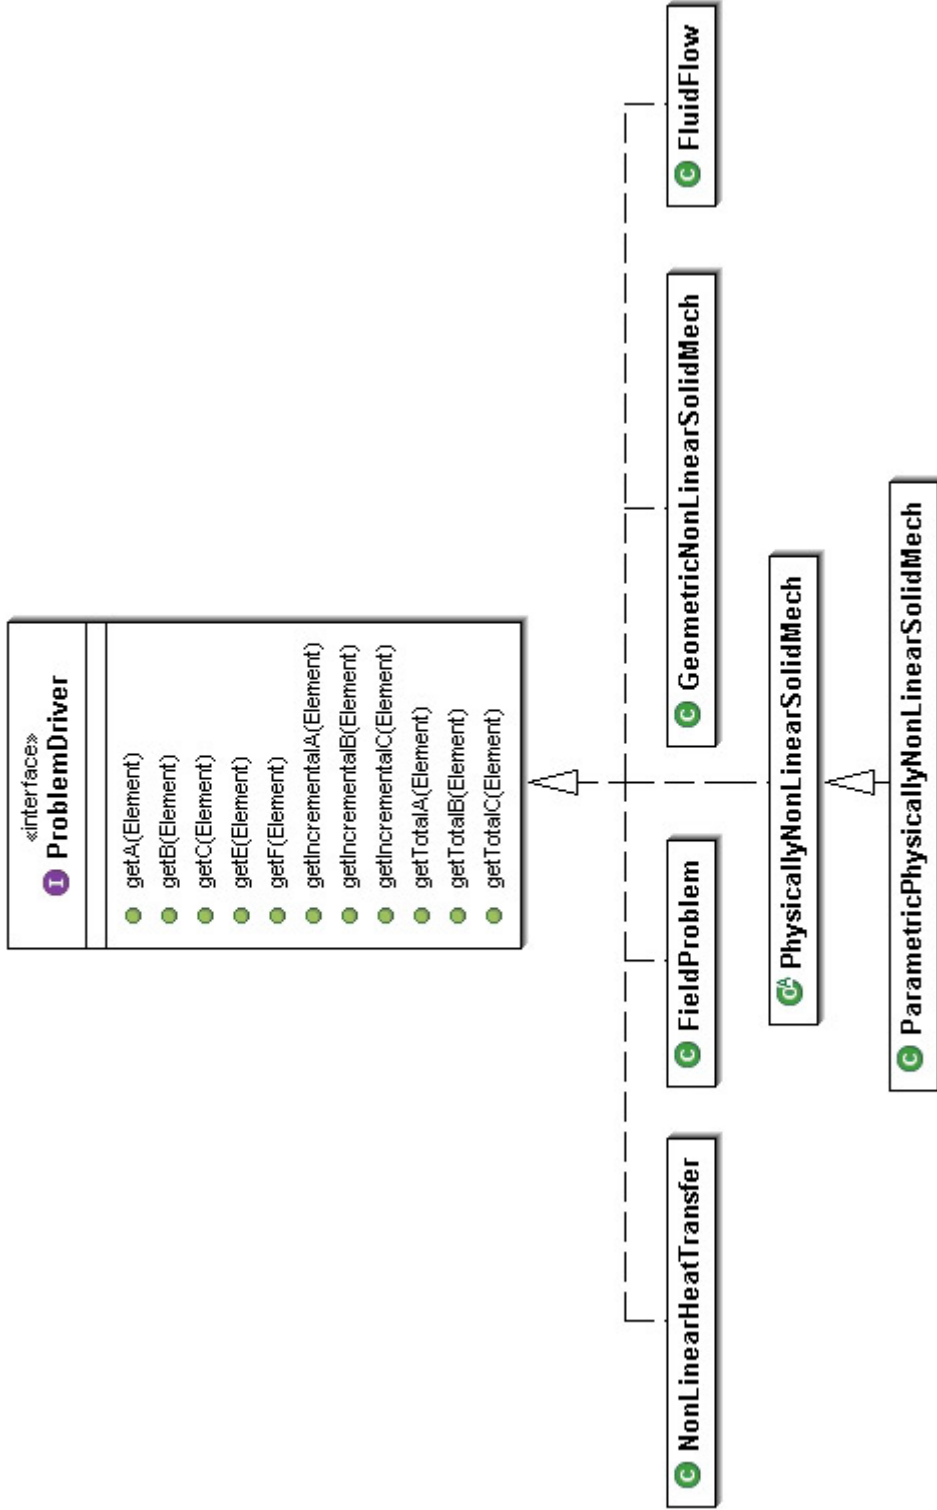 «interface»
I ProblemDriver
getA(Element)
getB(Element)
getC(Element)
getE(Element)
getF(Element)
getIncrementalA(Element)
getIncrementalB(Element)
getIncrementalC(Element)
getTotalA(Element)
getTotalB(Element)
getTotalC(Element)
C NonLinearHeatTransfer
C FieldProblem
C GeometricNonLinearSolidMech
C FluidFlow
C A PhysicallyNonLinearSolidMech
C ParametricPhysicallyNonLinearSolidMech